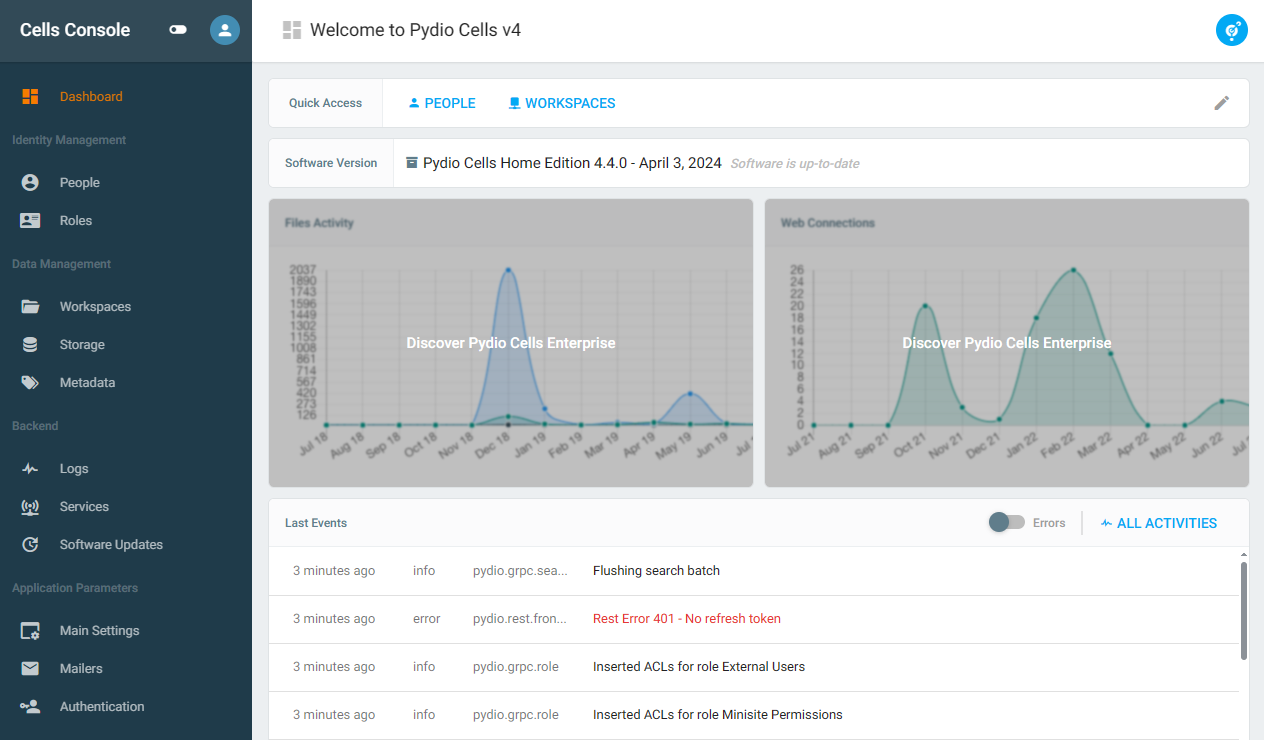 Cells Console
Welcome to Pydio Cells v4
Dashboard
Identity Management
People
Roles
Data Management
Workspaces
Storage
Metadata
Backend
Logs
Services
Software Updates
Application Parameters
Main Settings
Mailers
Authentication
Quick Access
PEOPLE
WORKSPACES
Software Version
Pydio Cells Home Edition 4.4.0 - April 3, 2024 Software is up-to-date
Files Activity
2037
1890
1743
1596
1449
1302
1155
1008
861
714
567
420
273
126
Jul 18 Aug 18 Sep 18 Oct 18 Nov 18 Dec 18 Jan 19 Feb 19 Mar 19 Apr 19 May 19 Jun 19 Jul
Discover Pydio Cells Enterprise
Web Connections
26
24
22
20
18
16
14
12
10
8
6
4
2
0
Jul 21 Aug 21 Sep 21 Oct 21 Nov 21 Dec 21 Jan 22 Feb 22 Mar 22 Apr 22 May 22 Jun 22 Jul
Discover Pydio Cells Enterprise
Last Events
Errors
ALL ACTIVITIES
3 minutes ago info pydio.grpc.sea... Flushing search batch
3 minutes ago error pydio.rest.fron... Rest Error 401 - No refresh token
3 minutes ago info pydio.grpc.role Inserted ACLs for role External Users
3 minutes ago info pydio.grpc.role Inserted ACLs for role Minisite Permissions